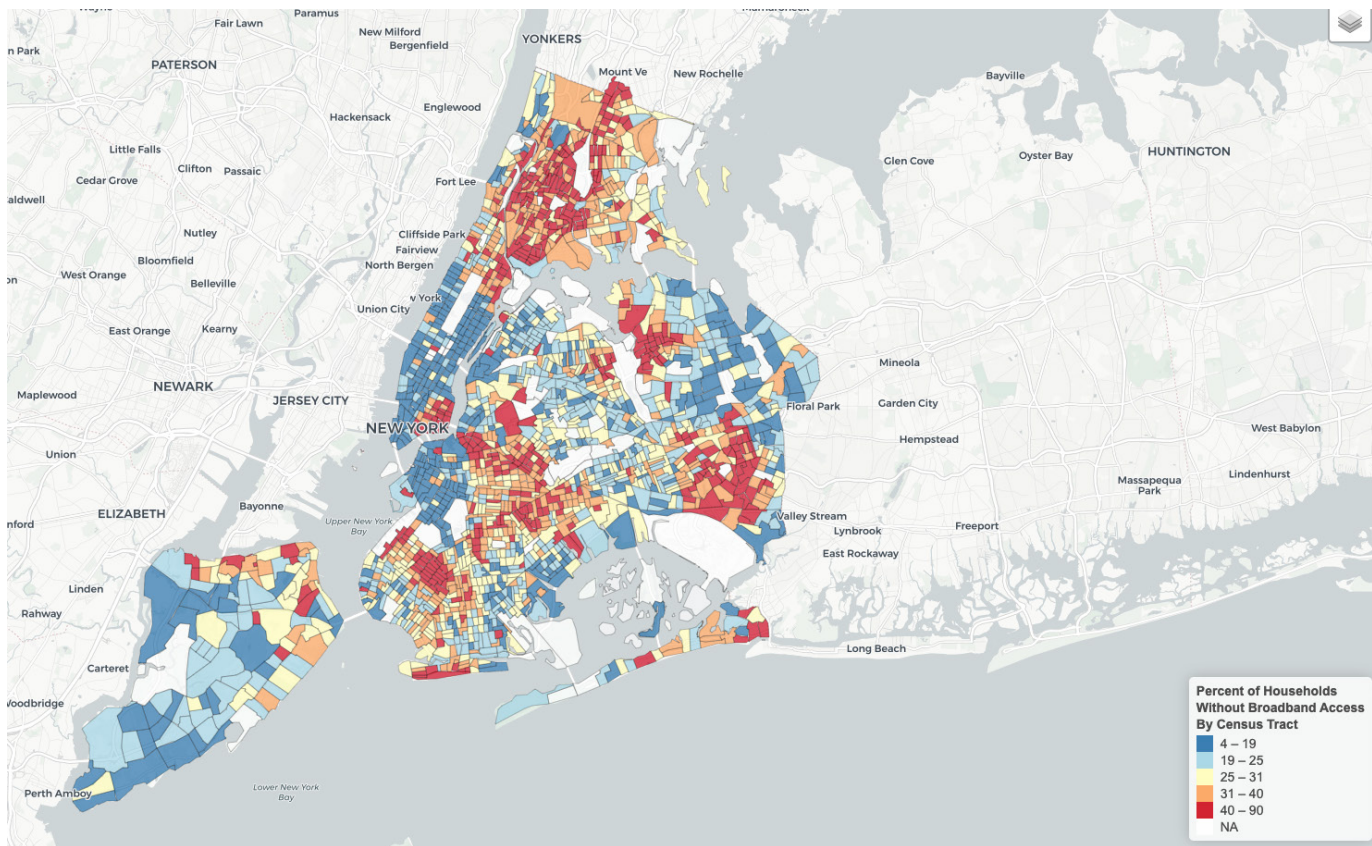 Paramus
Fair Lawn
New Milford
Bergenfield
YONKERS
n Park
PATERSON
Mount Ve
New Rochelle
Bayville
Englewood
Hackensack
Little Falls
Clifton
Passaic
Cedar Grove
HUNTINGTON
Oyster Bay
Glen Cove
Fort Lee
aldwell
Nutley
Cliffside Park
Fairview
North Bergen
West Orange
Bloomfield
Belleville
w York
Union City
East Orange
Kearny
Mineola
NEWARK
Maplewood
JERSEY CITY
Garden City
Floral Park
NEW YORK
Hempstead
West Babylon
Union
Lindenhurst
Massapequa
Park
ELIZABETH
Bayonne
Upper New York
Bay
Valley Stream
Freeport
Lynbrook
East Rockaway
nford
Linden
Rahway
Long Beach
Carteret
Woodbridge
Perth Amboy
Lower New York
Bay
Percent of Households
Without Broadband Access
By Census Tract
4 – 19
19 – 25
25 – 31
31 – 40
40 – 90
NA